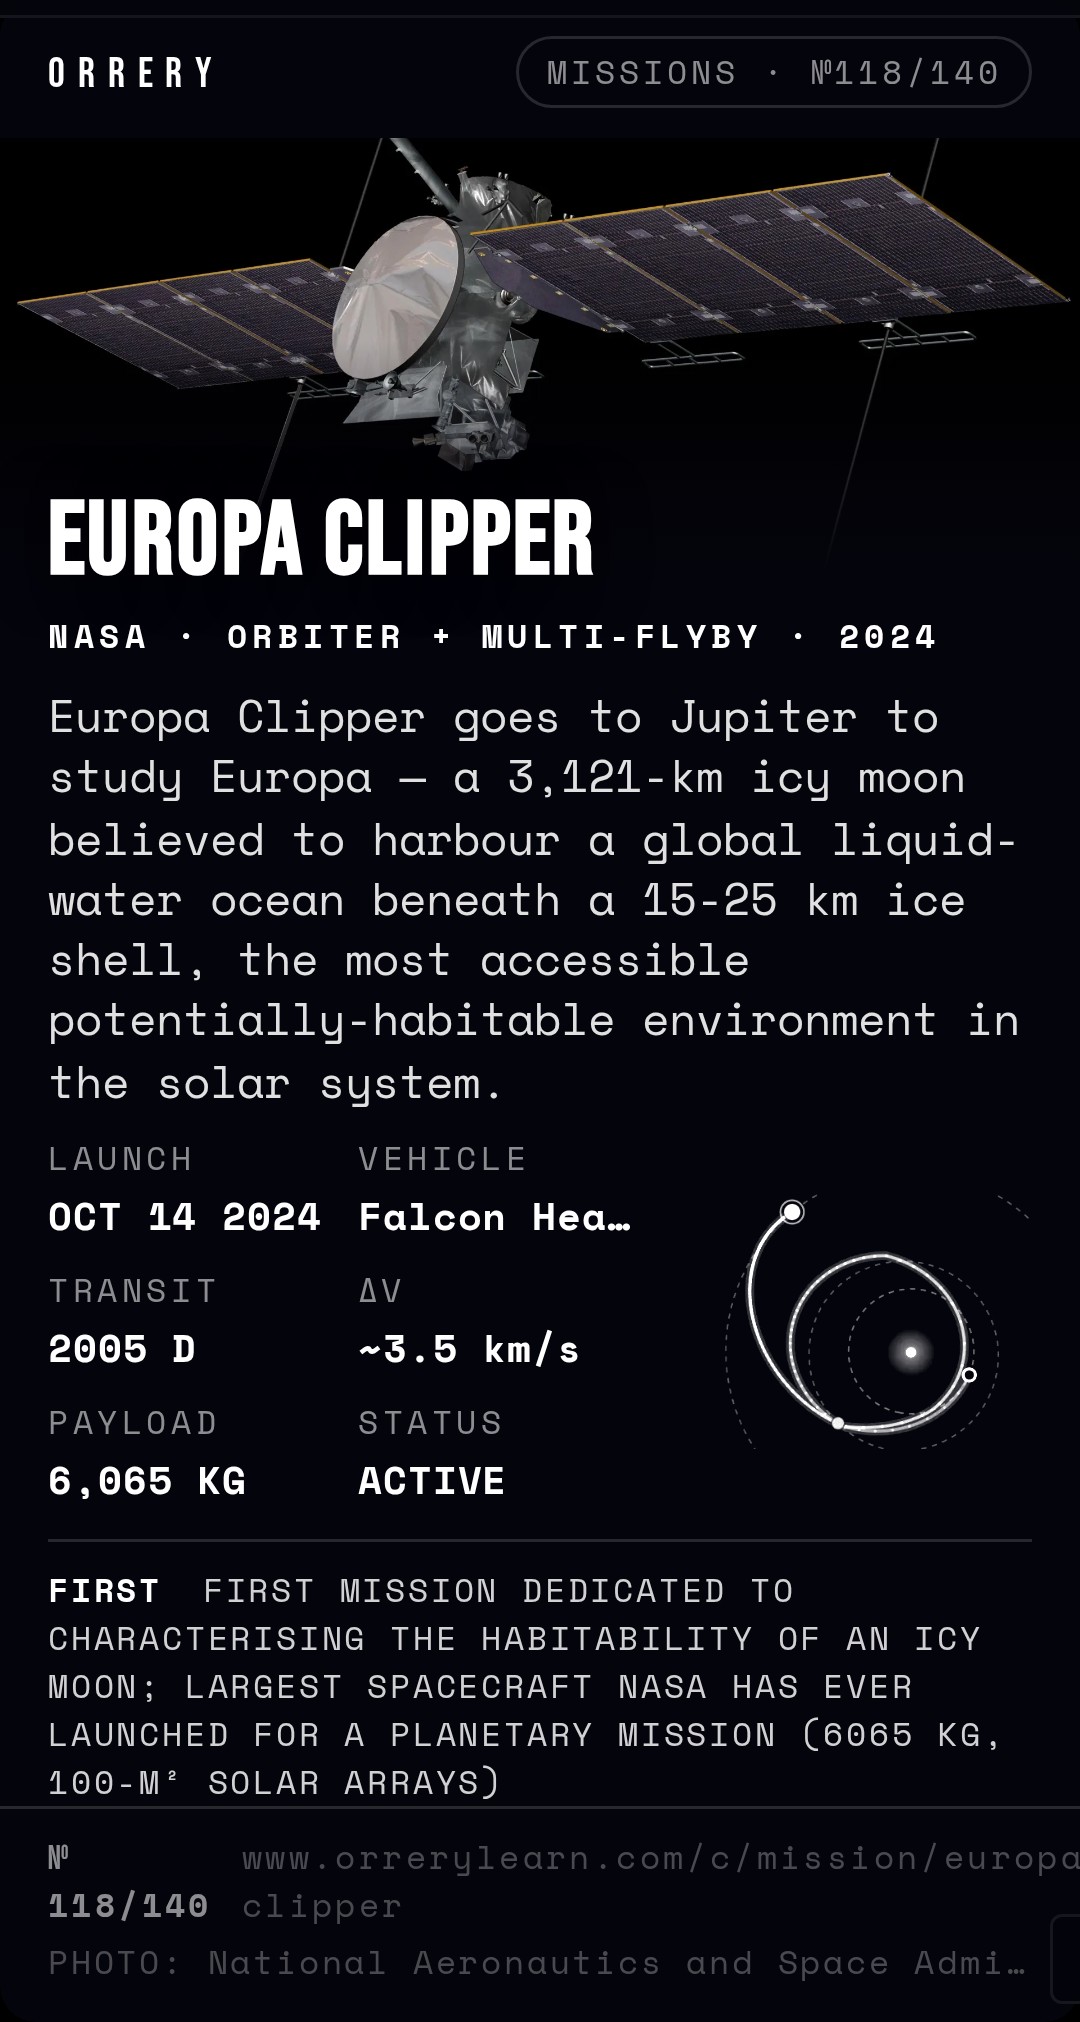 ORRERY
MISSIONS · №118/140
EUROPA CLIPPER
NASA · ORBITER + MULTI-FLYBY · 2024
Europa Clipper goes to Jupiter to
study Europa — a 3,121-km icy moon
believed to harbour a global liquid-
water ocean beneath a 15-25 km ice
shell, the most accessible
potentially-habitable environment in
the solar system.
LAUNCH VEHICLE
OCT 14 2024 Falcon Hea…
TRANSIT ΔV
2005 D ~3.5 km/s
PAYLOAD STATUS
6,065 KG ACTIVE
FIRST FIRST MISSION DEDICATED TO
CHARACTERISING THE HABITABILITY OF AN ICY
MOON; LARGEST SPACECRAFT NASA HAS EVER
LAUNCHED FOR A PLANETARY MISSION (6065 KG,
100-M² SOLAR ARRAYS)
№ www.orrerylearn.com/c/mission/europa
118/140 clipper
PHOTO: National Aeronautics and Space Admi…